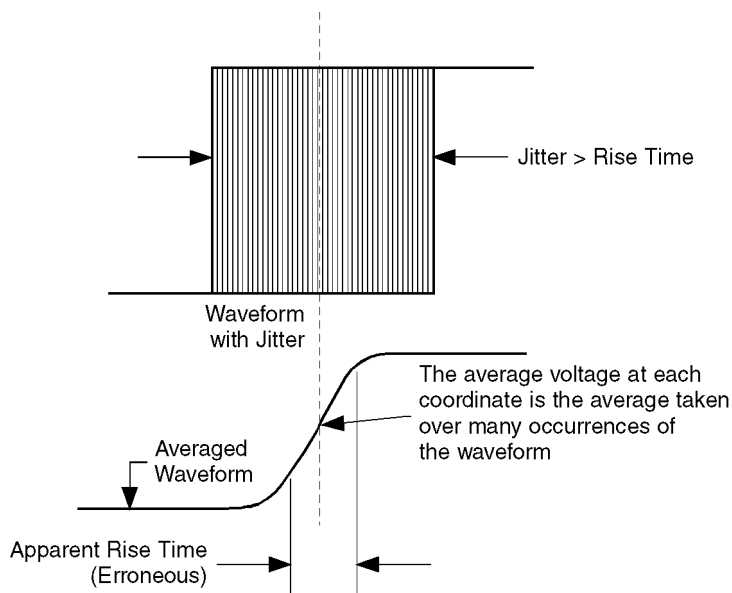 Jitter > Rise Time
Waveform
with Jitter
The average voltage at each
coordinate is the average taken
over many occurrences of
the waveform
Averaged
Waveform
Apparent Rise Time
(Erroneous)